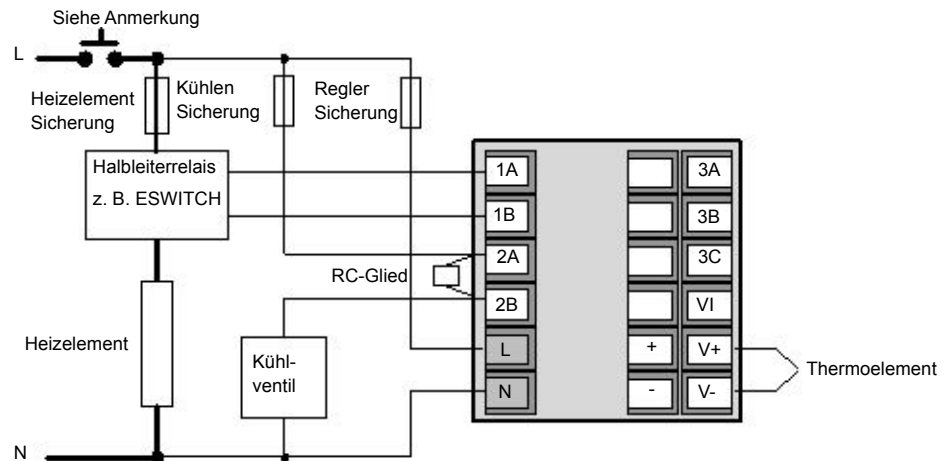 Siehe Anmerkung
L
Heizelement
Sicherung
Kühlen
Sicherung
Regler
Sicherung
Halbleiterrelais
z. B. ESWITCH
1A
3A
1B
3B
2A
3C
RC-Glied
2B
VI
Heizelement
Kühl-
ventil
L
+
V+
Thermoelement
N
-
V-
N